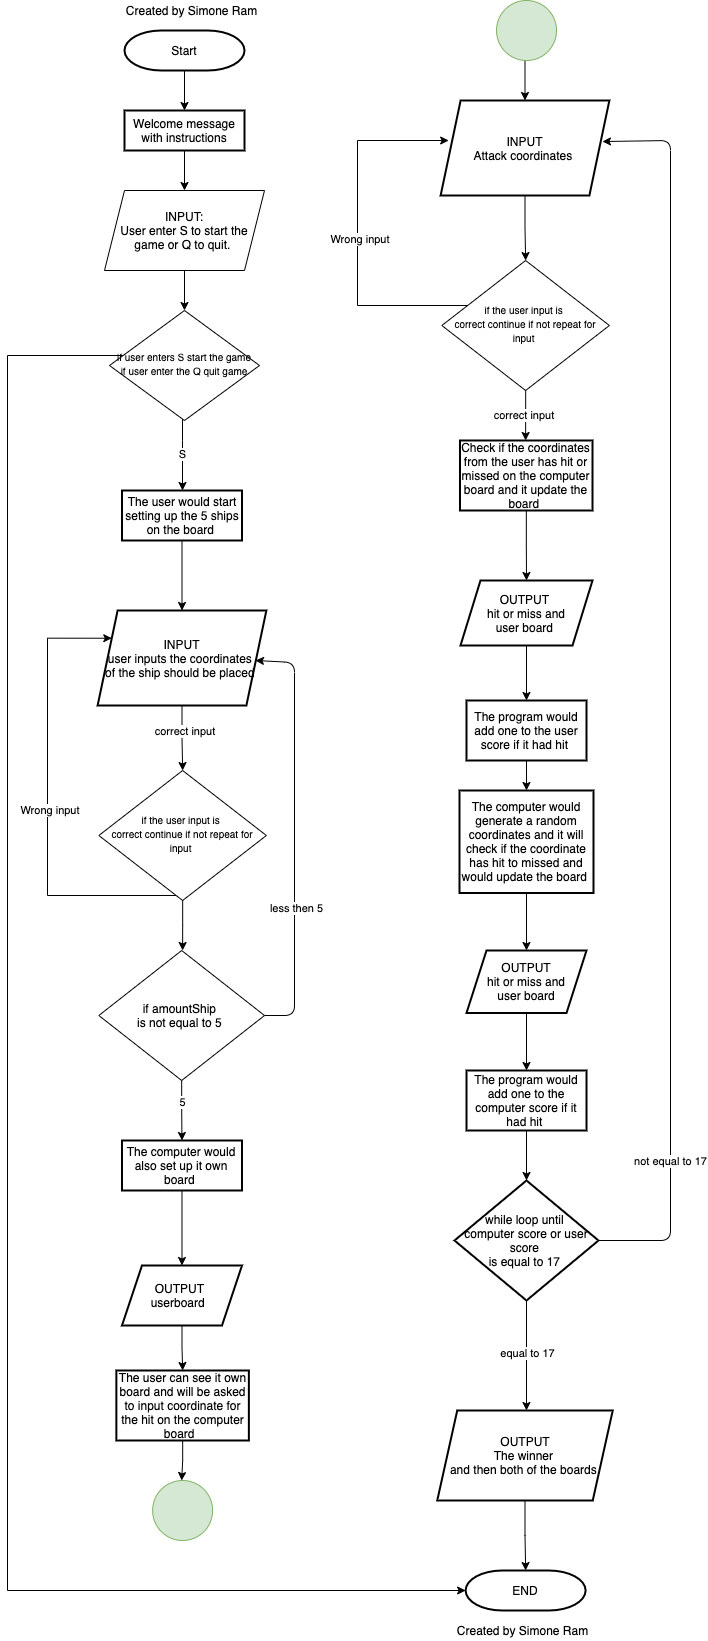 Created by Simone Ram
Start
Welcome message
with instructions
INPUT:
User enter S to start the
game or Q to quit.
if user enters S start the game
if user enter the Q quit game
S
The user would start
setting up the 5 ships
on the board
INPUT
user inputs the coordinates
of the ship should be placed
correct input
Wrong input
if the user input is
correct continue if not repeat for
input
less then 5
if amountShip
is not equal to 5
5
The computer would
also set up it own
board
OUTPUT
userboard
The user can see it own
board and will be asked
to input coordinate for
the hit on the computer
board
INPUT
Attack coordinates
Wrong input
if the user input is
correct continue if not repeat for
input
correct input
Check if the coordinates
from the user has hit or
missed on the computer
board and it update the
board
OUTPUT
hit or miss and
user board
The program would
add one to the user
score if it had hit
The computer would
generate a random
coordinates and it will
check if the coordinate
has hit to missed and
would update the board
OUTPUT
hit or miss and
user board
The program would
add one to the
computer score if it
had hit
not equal to 17
while loop until
computer score or user
score
is equal to 17
equal to 17
OUTPUT
The winner
and then both of the boards
END
Created by Simone Ram